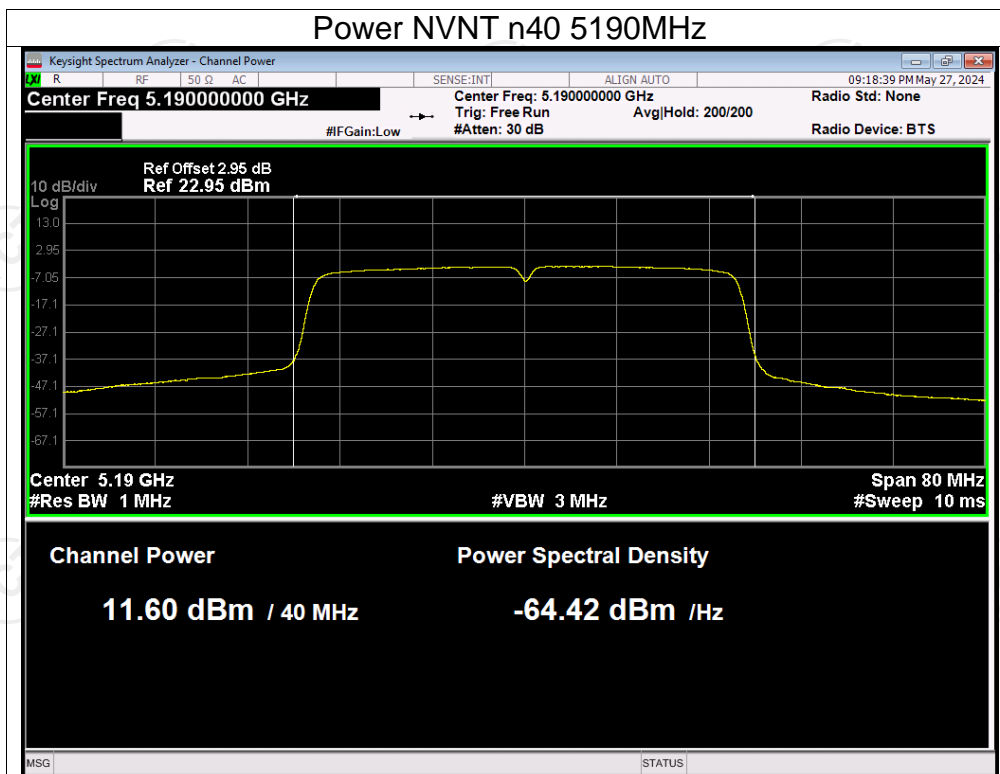 Power NVNT n40 5190MHz
Keysight Spectrum Analyzer - Channel Power
LXI R RF 50 Ω AC SENSE:INT ALIGN AUTO 09:18:39 PM May 27, 2024
Center Freq 5.190000000 GHz Center Freq: 5.190000000 GHz Radio Std: None
Trig: Free Run Avg|Hold: 200/200
#IFGain:Low #Atten: 30 dB Radio Device: BTS
Ref Offset 2.95 dB
10 dB/div Ref 22.95 dBm
Log
13.0
2.95
-7.05
-17.1
-27.1
-37.1
-47.1
-57.1
-67.1
Center 5.19 GHz Span 80 MHz
#Res BW 1 MHz #VBW 3 MHz #Sweep 10 ms
Channel Power Power Spectral Density
11.60 dBm / 40 MHz -64.42 dBm /Hz
MSG STATUS